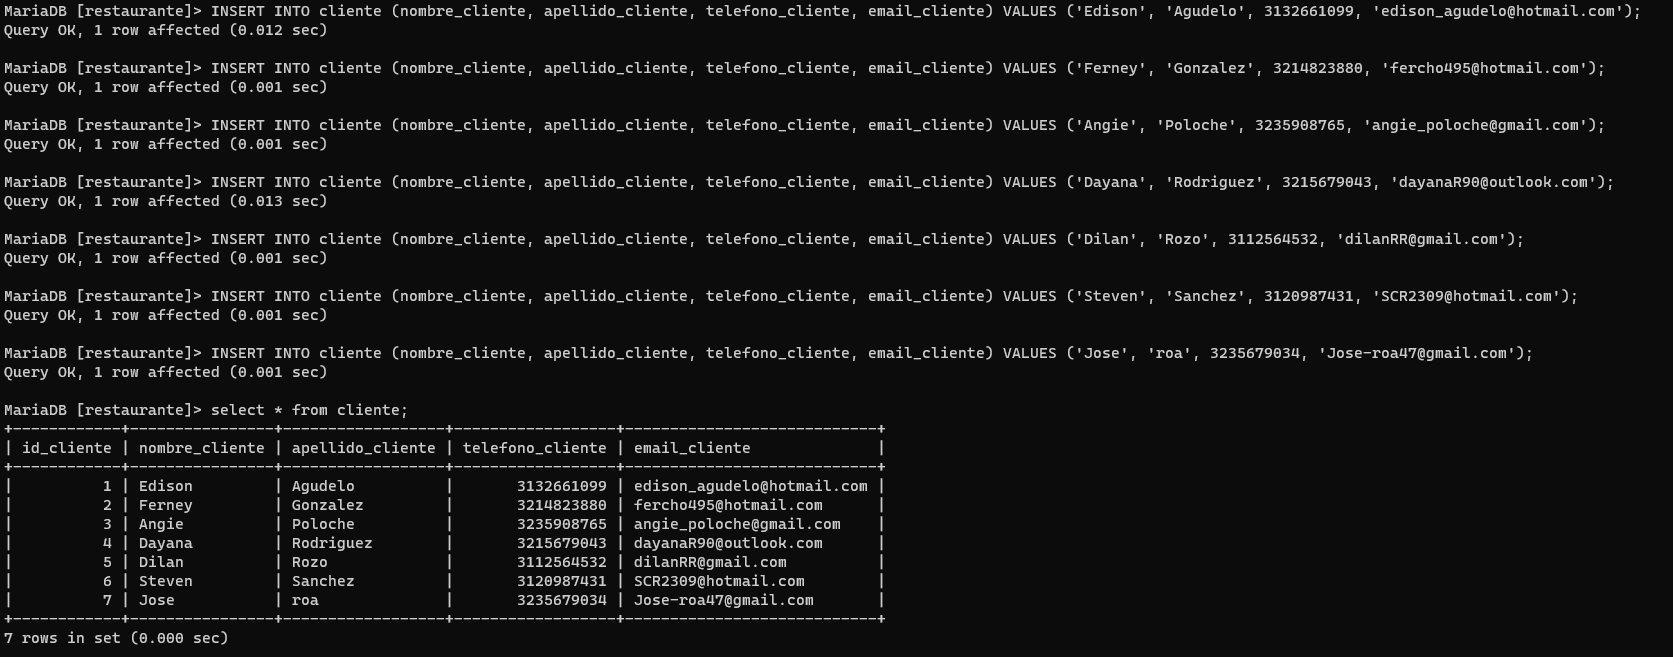 MariaDB [restaurante]> INSERT INTO cliente (nombre_cliente, apellido_cliente, telefono_cliente, email_cliente) VALUES ('Edison', 'Agudelo', 3132661099, 'edison_agudelo@hotmail.com');
Query OK, 1 row affected (0.012 sec)
MariaDB [restaurante]> INSERT INTO cliente (nombre_cliente, apellido_cliente, telefono_cliente, email_cliente) VALUES ('Ferney', 'Gonzalez', 3214823880, 'fercho495@hotmail.com');
Query OK, 1 row affected (0.001 sec)
MariaDB [restaurante]> INSERT INTO cliente (nombre_cliente, apellido_cliente, telefono_cliente, email_cliente) VALUES ('Angie', 'Poloche', 3235908765, 'angie_poloche@gmail.com');
Query OK, 1 row affected (0.001 sec)
MariaDB [restaurante]> INSERT INTO cliente (nombre_cliente, apellido_cliente, telefono_cliente, email_cliente) VALUES ('Dayana', 'Rodriguez', 3215679043, 'dayanaR90@outlook.com');
Query OK, 1 row affected (0.013 sec)
MariaDB [restaurante]> INSERT INTO cliente (nombre_cliente, apellido_cliente, telefono_cliente, email_cliente) VALUES ('Dilan', 'Rozo', 3112564532, 'dilanRR@gmail.com');
Query OK, 1 row affected (0.001 sec)
MariaDB [restaurante]> INSERT INTO cliente (nombre_cliente, apellido_cliente, telefono_cliente, email_cliente) VALUES ('Steven', 'Sanchez', 3120987431, 'SCR2309@hotmail.com');
Query OK, 1 row affected (0.001 sec)
MariaDB [restaurante]> INSERT INTO cliente (nombre_cliente, apellido_cliente, telefono_cliente, email_cliente) VALUES ('Jose', 'roa', 3235679034, 'Jose-roa47@gmail.com');
Query OK, 1 row affected (0.001 sec)
MariaDB [restaurante]> select * from cliente;
+------------+----------------+------------------+------------------+----------------------------+
| id_cliente | nombre_cliente | apellido_cliente | telefono_cliente | email_cliente              |
+------------+----------------+------------------+------------------+----------------------------+
|          1 | Edison         | Agudelo          |       3132661099 | edison_agudelo@hotmail.com |
|          2 | Ferney         | Gonzalez         |       3214823880 | fercho495@hotmail.com      |
|          3 | Angie          | Poloche          |       3235908765 | angie_poloche@gmail.com    |
|          4 | Dayana         | Rodriguez        |       3215679043 | dayanaR90@outlook.com      |
|          5 | Dilan          | Rozo             |       3112564532 | dilanRR@gmail.com          |
|          6 | Steven         | Sanchez          |       3120987431 | SCR2309@hotmail.com        |
|          7 | Jose           | roa              |       3235679034 | Jose-roa47@gmail.com       |
+------------+----------------+------------------+------------------+----------------------------+
7 rows in set (0.000 sec)